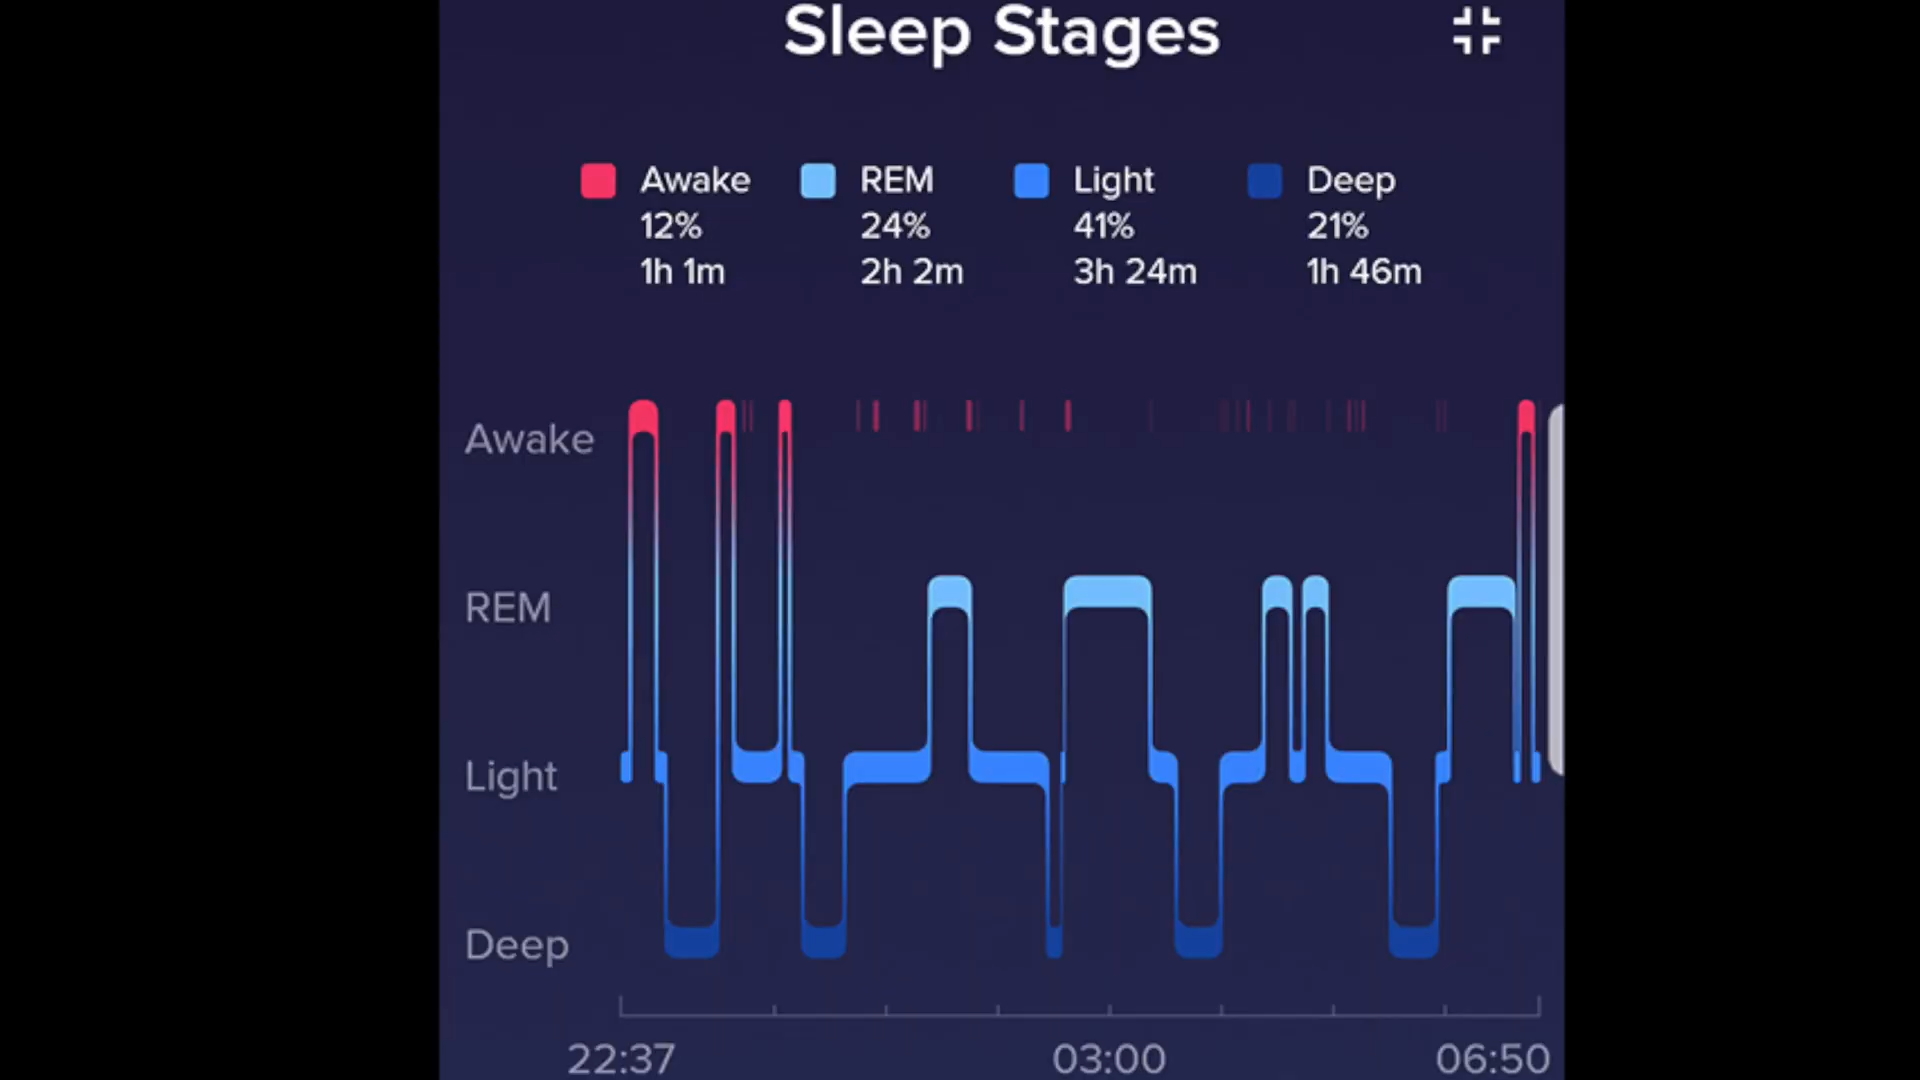 Sleep Stages
Awake REM Light Deep
12% 24% 41% 21%
1h 1m 2h 2m 3h 24m 1h 46m
Awake
REM
Light
Deep
22:37 03:00 06:50